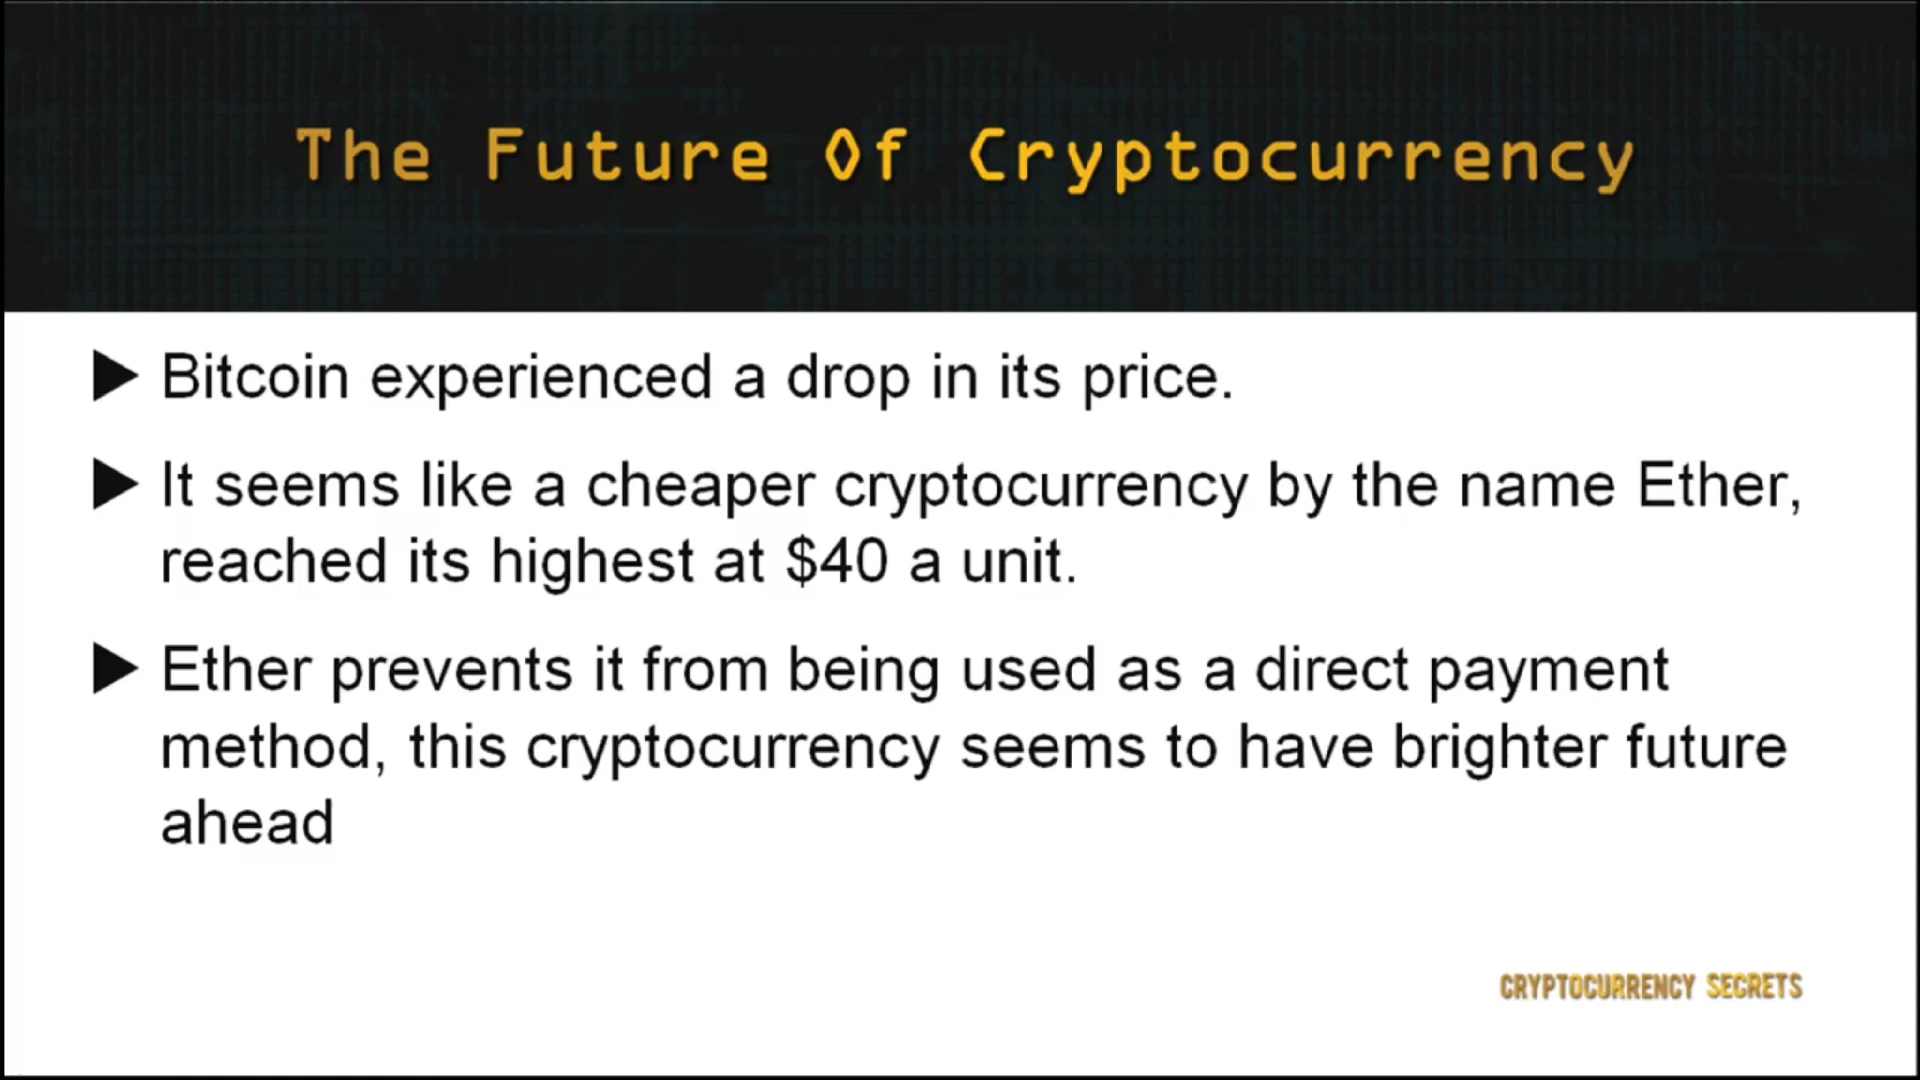 The Future Of Cryptocurrency
Bitcoin experienced a drop in its price.
It seems like a cheaper cryptocurrency by the name Ether,
reached its highest at $40 a unit.
Ether prevents it from being used as a direct payment
method, this cryptocurrency seems to have brighter future
ahead
CRYPTOCURRENCY SECRETS